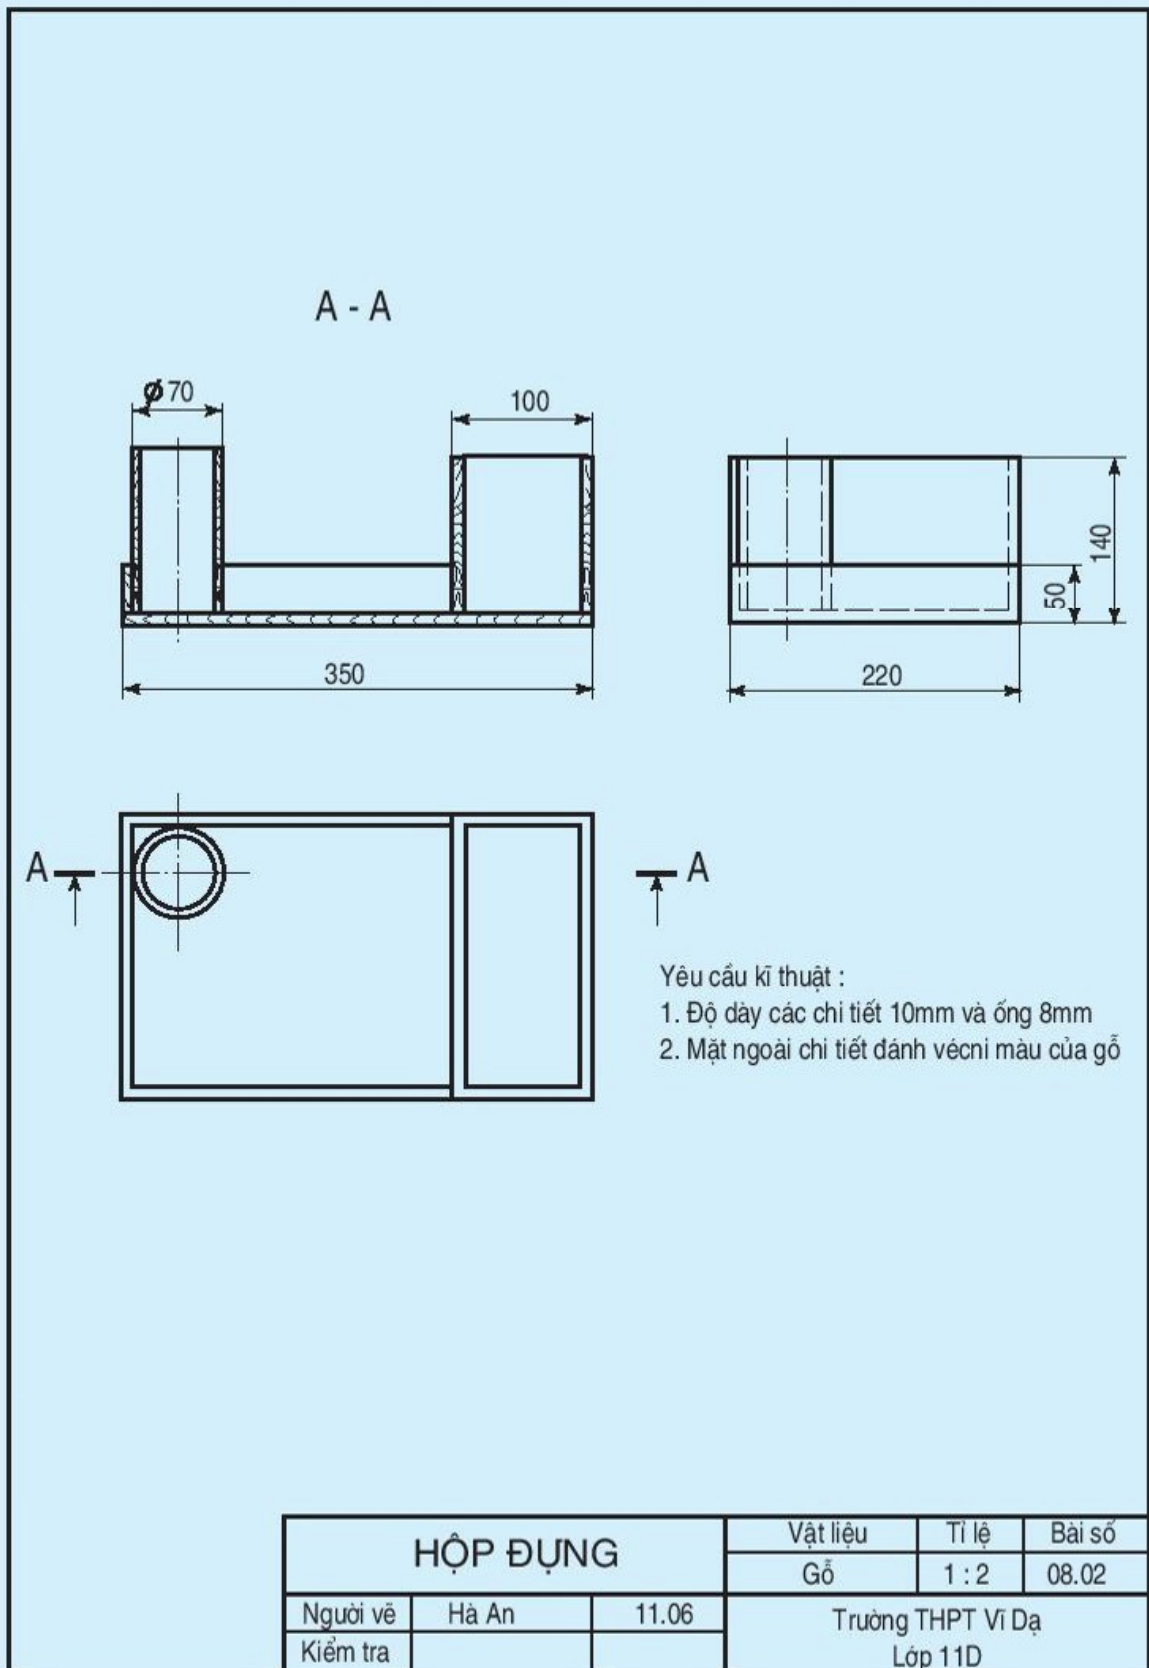 A - A
ϕ 70
100
140
50
350
220
A
A
Yêu cầu kĩ thuật :
1. Độ dày các chi tiết 10mm và ống 8mm
2. Mặt ngoài chi tiết đánh vécni màu của gỗ
HỘP ĐỰNG
Vật liệu Tỉ lệ Bài số
Gỗ 1 : 2 08.02
Người vẽ Hà An 11.06
Trường THPT Vĩ Dạ
Kiểm tra
Lớp 11D